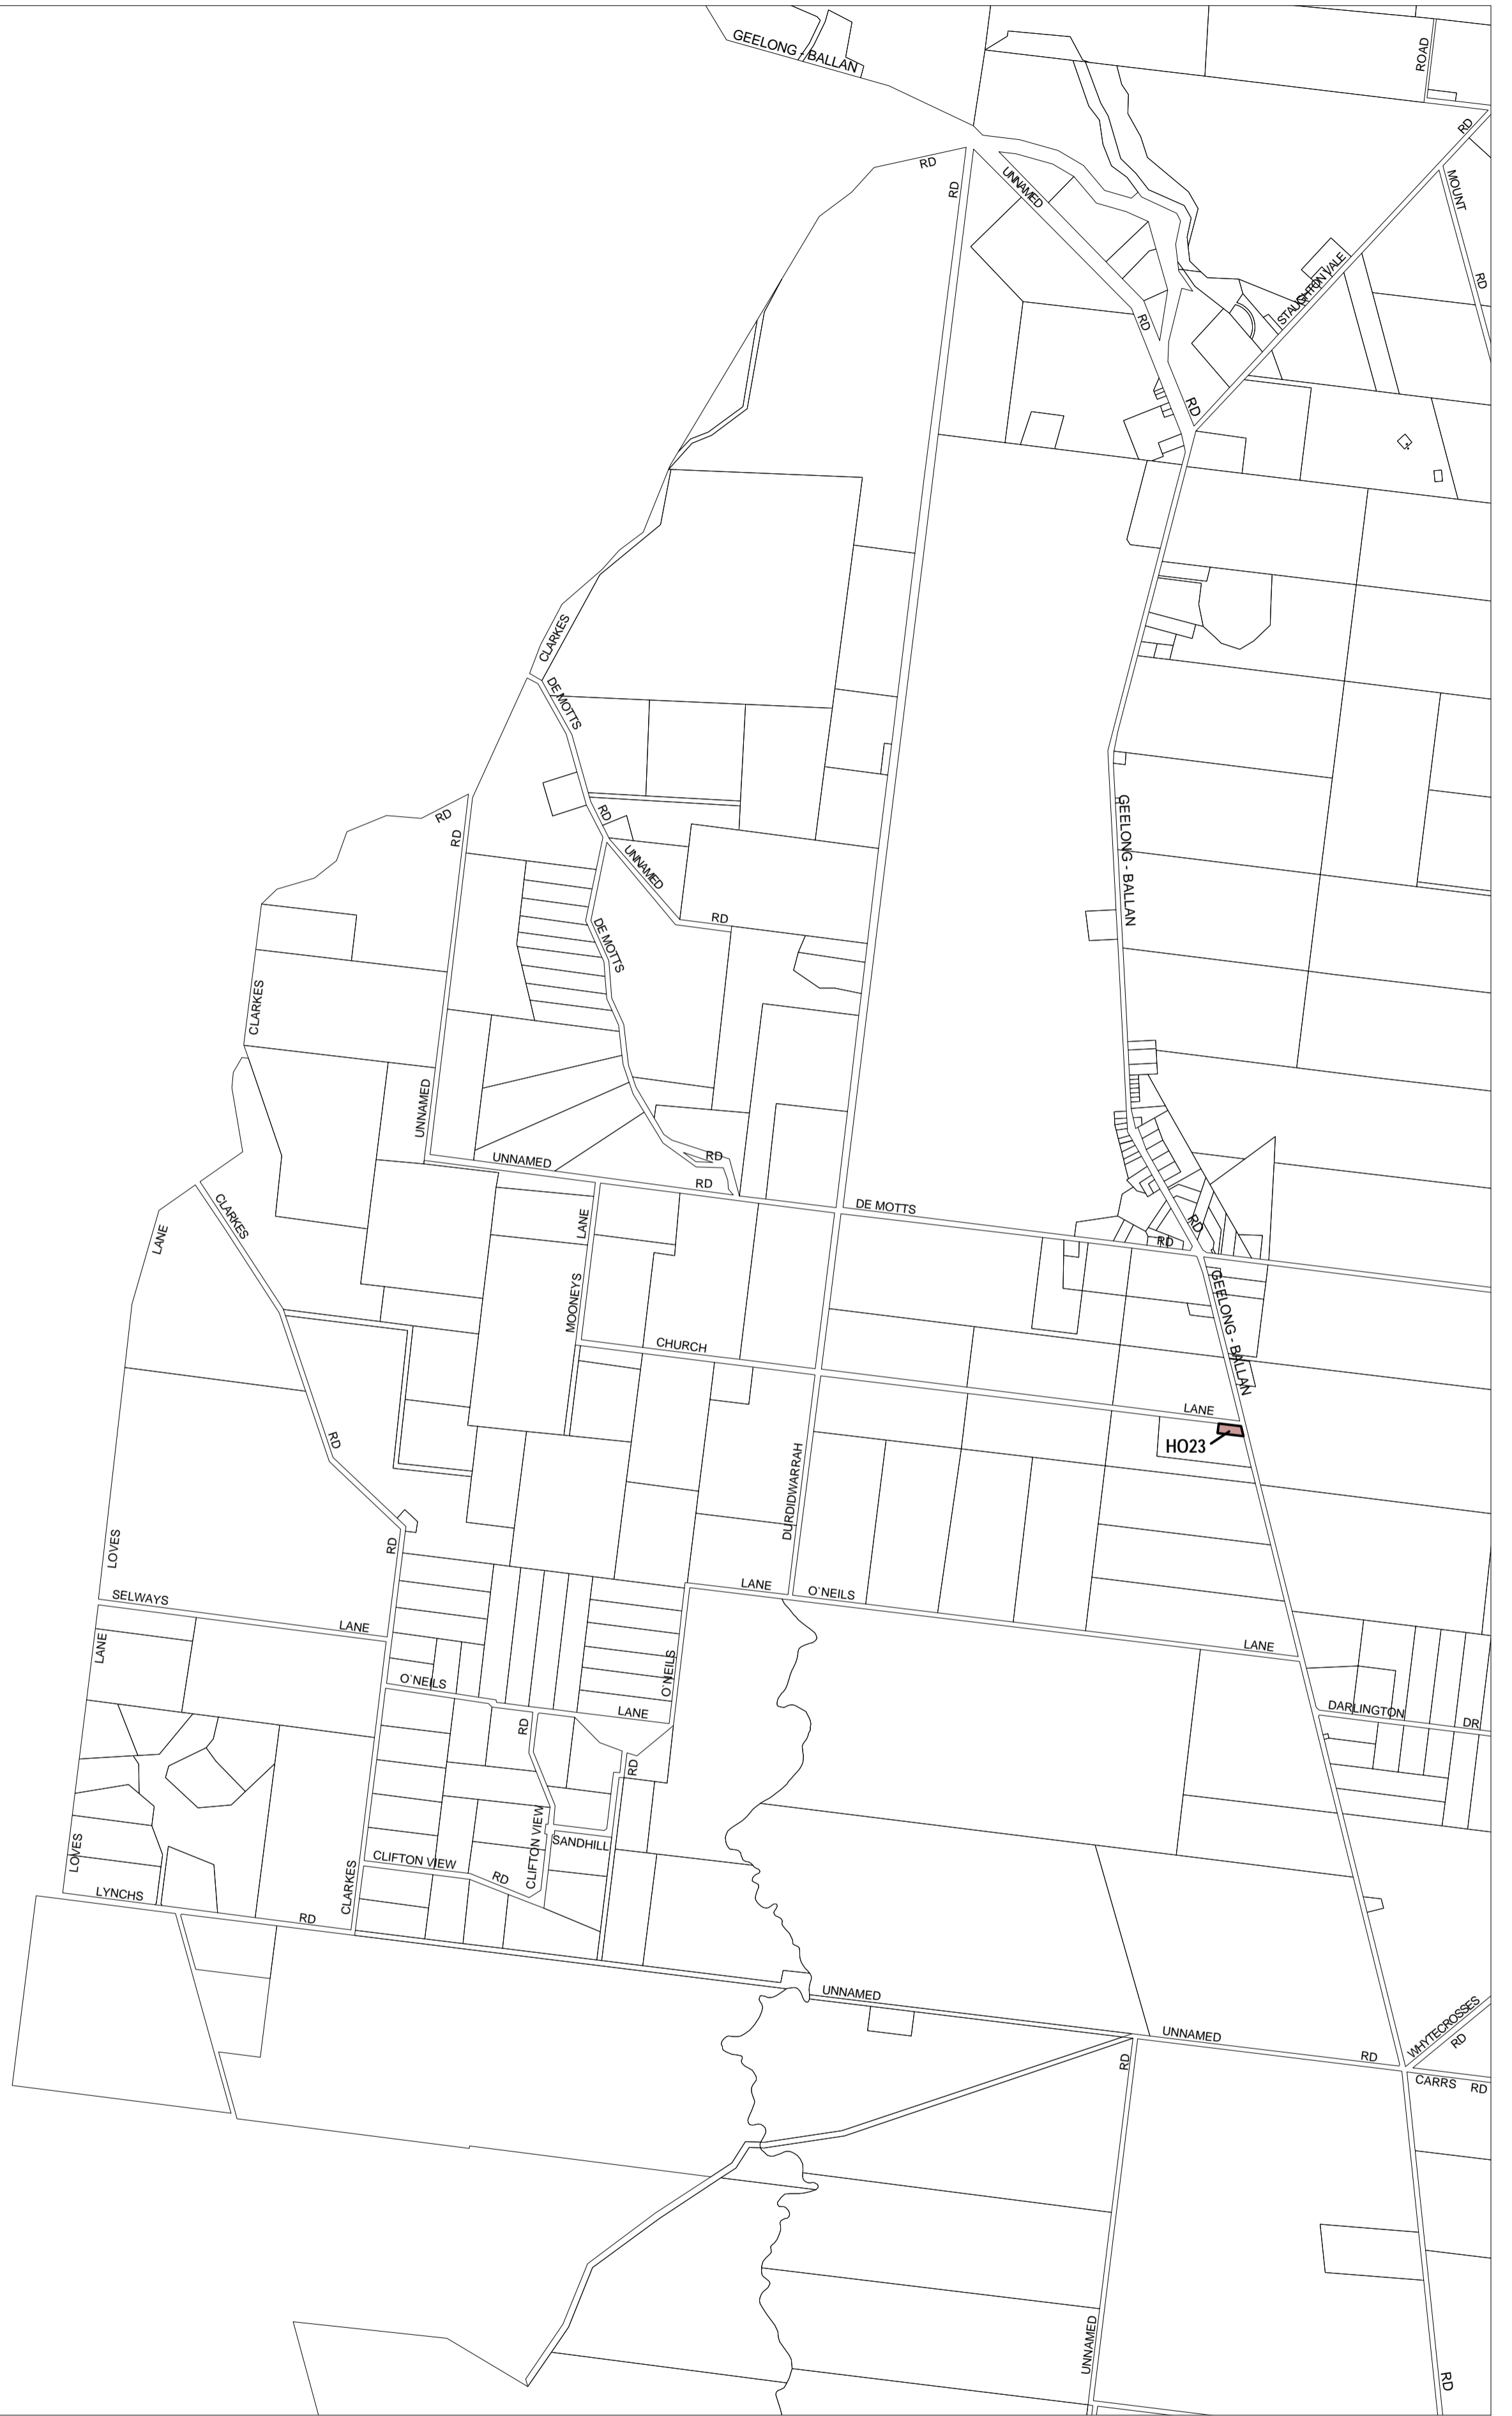 GEELONG - BALLAN
ROAD
RD
MOUNT
RD
RD
RD
UNNAMED
RD
STAUGHTON VALE
RD
RD
CLARKES
DE MOTTS
RD
UNNAMED
RD
GEELONG - BALLAN
RD
RD
DE MOTTS
CLARKES
UNNAMED
UNNAMED
RD
RD
DE MOTTS
RD
RD
CLARKES
LANE
LANE
MOONEYS
CHURCH
GEELONG - BALLAN
LANE
HO23
RD
DURDIDWARRAH
RD
LOVES
SELWAYS
LANE
LANE
LANE
O`NEILS
LANE
O`NEILS
O`NEILS
LANE
RD
RD
DARLINGTON
DR
CLIFTON VIEW
SANDHILL
LOVES
CLIFTON VIEW
RD
CLARKES
LYNCHS
RD
UNNAMED
UNNAMED
RD
RD
WHYTECROSSES
RD
CARRS
RD
UNNAMED
RD